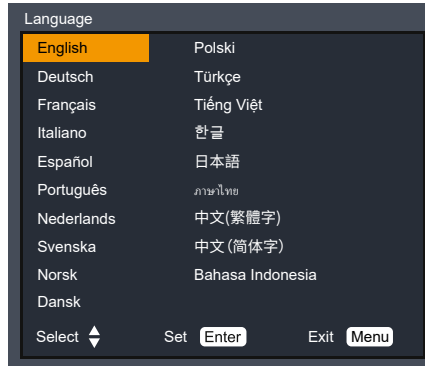 Language
English
Deutsch
Français
Italiano
Español
Português
Nederlands
Svenska
Norsk
Dansk
Polski
Türkçe
Tiếng Việt
한글
日本語
ภาษาไทย
中文(繁體字)
中文(简体字)
Bahasa Indonesia
Select Set Enter Exit Menu